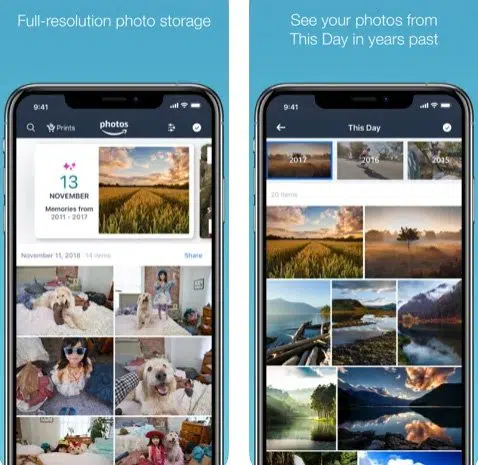 Full-resolution photo storage
9:41
Prints
photos
13
NOVEMBER
Memories from
2011 - 2017
November 11, 2018 14 items Share
See your photos from
This Day in years past
9:41
This Day
2017 2016 2015
20 items